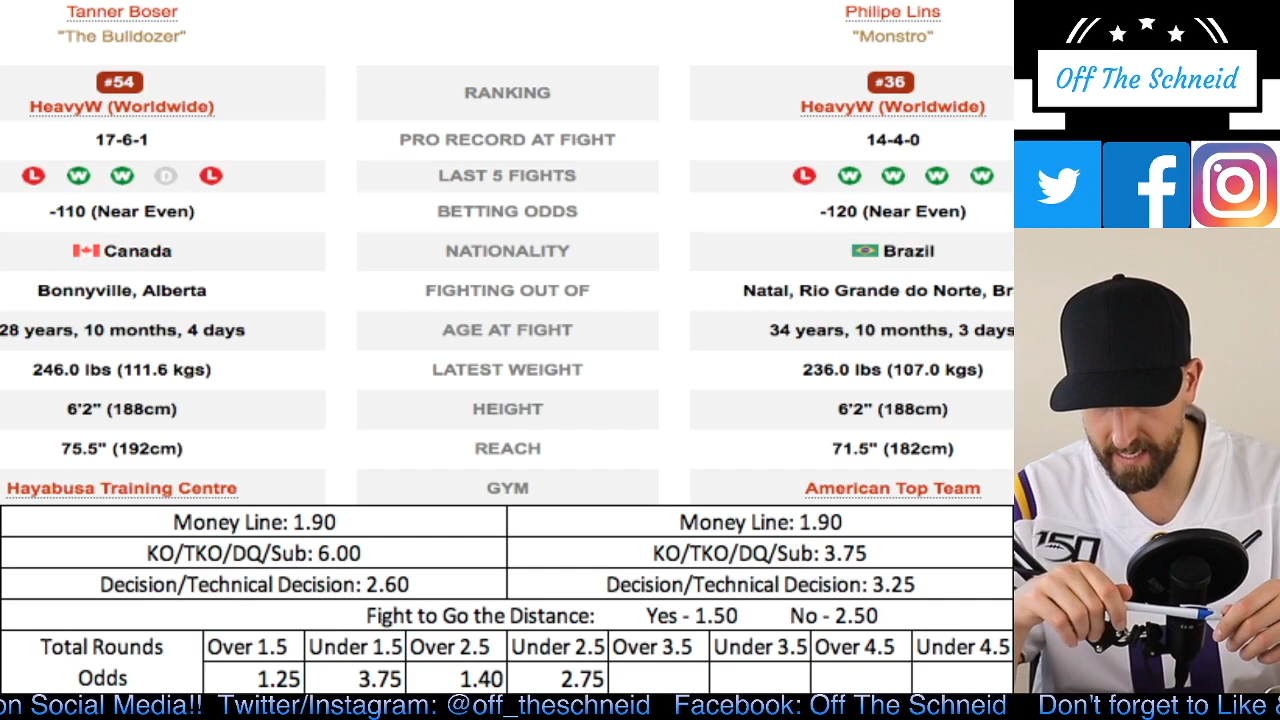 Tanner Boser
Philipe Lins
"The Bulldozer"
"Monstro"
#54
HeavyW (Worldwide)
RANKING
#36
HeavyW (Worldwide)
17-6-1
PRO RECORD AT FIGHT
14-4-0
L W W D L
LAST 5 FIGHTS
L W W W W
-110 (Near Even)
BETTING ODDS
-120 (Near Even)
Canada
NATIONALITY
Brazil
Bonnyville, Alberta
FIGHTING OUT OF
Natal, Rio Grande do Norte, Br
28 years, 10 months, 4 days
AGE AT FIGHT
34 years, 10 months, 3 days
246.0 lbs (111.6 kgs)
LATEST WEIGHT
236.0 lbs (107.0 kgs)
6'2" (188cm)
HEIGHT
6'2" (188cm)
75.5" (192cm)
REACH
71.5" (182cm)
Hayabusa Training Centre
GYM
American Top Team
Money Line: 1.90
Money Line: 1.90
KO/TKO/DQ/Sub: 6.00
KO/TKO/DQ/Sub: 3.75
Decision/Technical Decision: 2.60
Decision/Technical Decision: 3.25
Fight to Go the Distance: Yes - 1.50 No - 2.50
Total Rounds Over 1.5 Under 1.5 Over 2.5 Under 2.5 Over 3.5 Under 3.5 Over 4.5 Under 4.5
Odds 1.25 3.75 1.40 2.75
Off The Schneid
f
150
on Social Media!! Twitter/Instagram: @off_theschneid Facebook: Off The Schneid Don't forget to Like